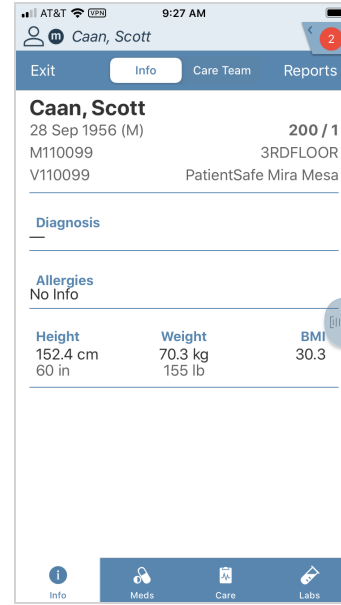 AT&T VPN 9:27 AM
m Caan, Scott
2
Exit Info Care Team Reports
Caan, Scott
28 Sep 1956 (M) 200 / 1
M110099 3RDFLOOR
V110099 PatientSafe Mira Mesa
Diagnosis
—
Allergies
No Info
Height Weight BMI
152.4 cm 70.3 kg 30.3
60 in 155 lb
Info Meds Care Labs